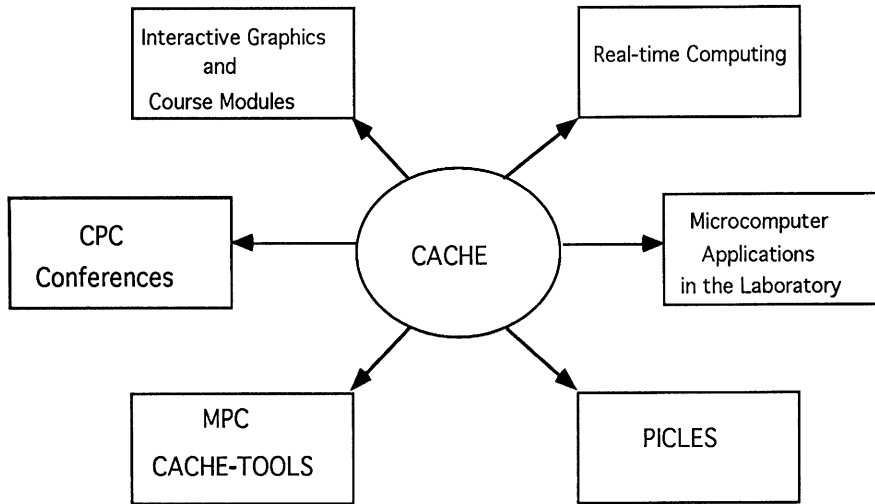 Interactive Graphics
and
Course Modules
Real-time Computing
CPC
Conferences
CACHE
Microcomputer
Applications
in the Laboratory
MPC
CACHE-TOOLS
PICLES